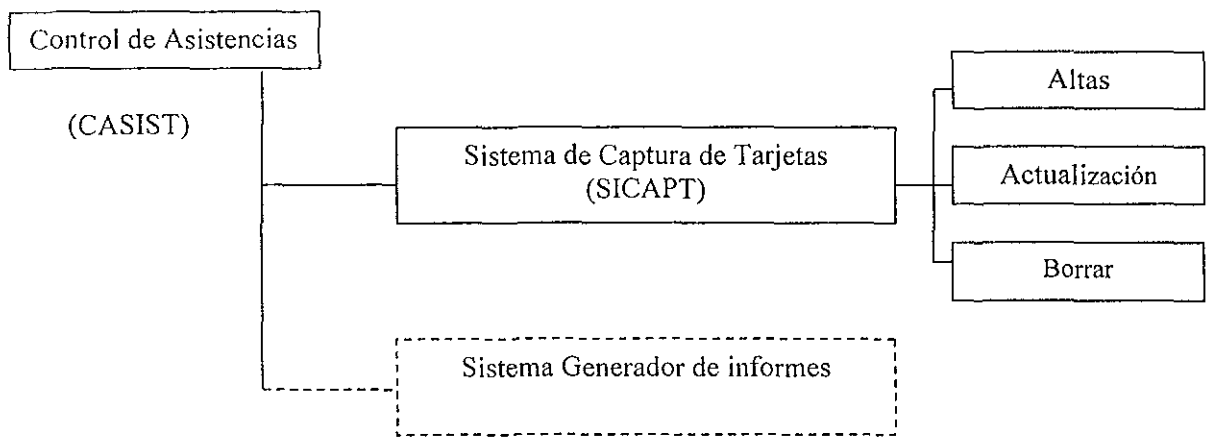 Control de Asistencias
(CASIST)
Sistema de Captura de Tarjetas
(SICAPT)
Altas
Actualización
Borrar
Sistema Generador de informes